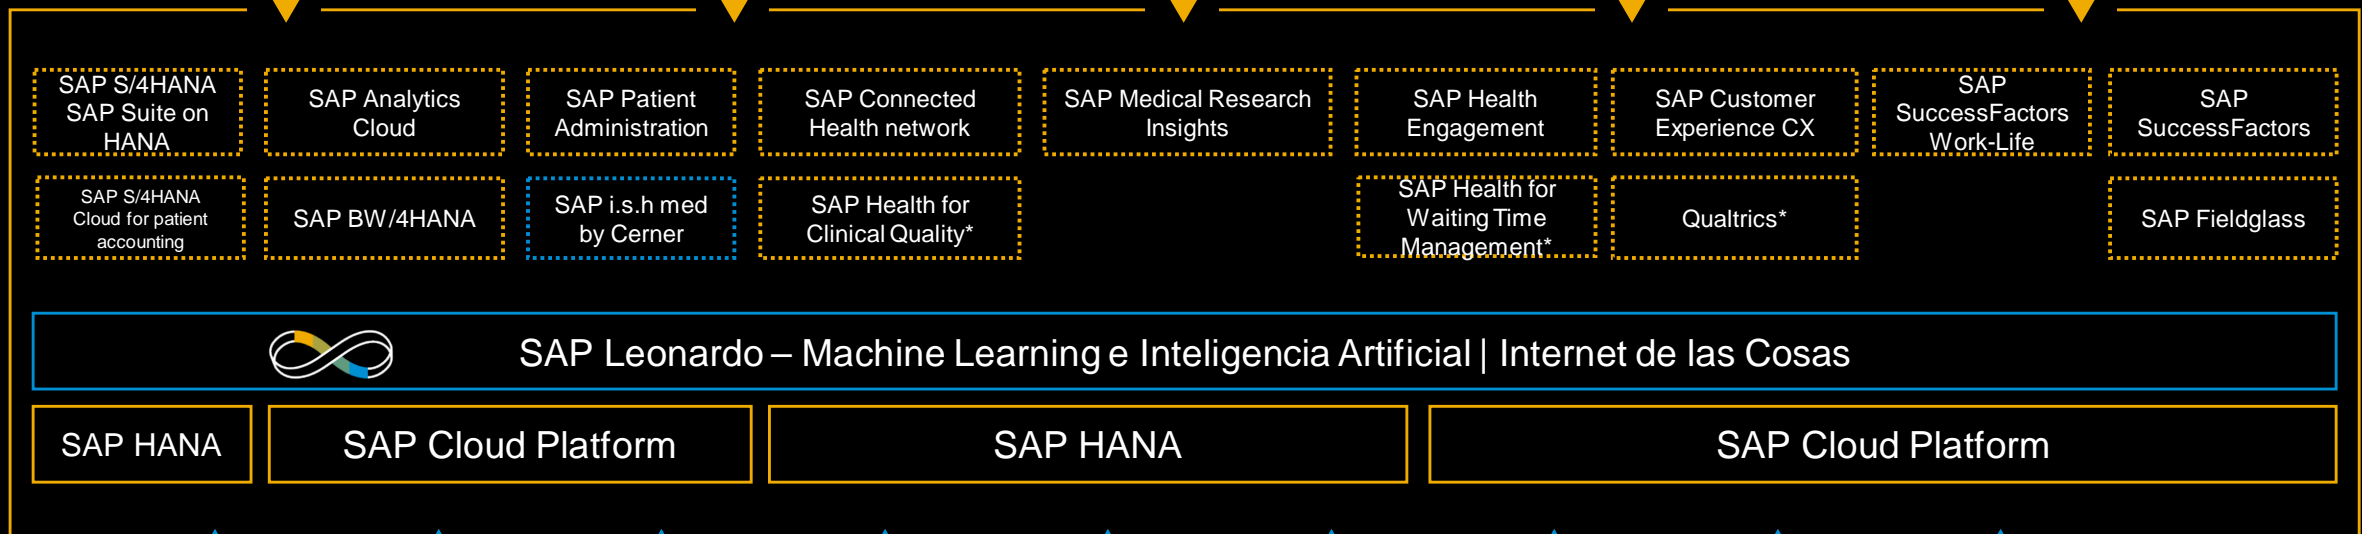 SAP S/4HANA
SAP Suite on
HANA
SAP Analytics
Cloud
SAP Patient
Administration
SAP Connected
Health network
SAP Medical Research
Insights
SAP Health
Engagement
SAP Customer
Experience CX
SAP
SuccessFactors
Work-Life
SAP
SuccessFactors
SAP S/4HANA
Cloud for patient
accounting
SAP BW/4HANA
SAP i.s.h med
by Cerner
SAP Health for
Clinical Quality*
SAP Health for
Waiting Time
Management*
Qualtrics*
SAP Fieldglass
SAP Leonardo – Machine Learning e Inteligencia Artificial | Internet de las Cosas
SAP HANA
SAP Cloud Platform
SAP HANA
SAP Cloud Platform